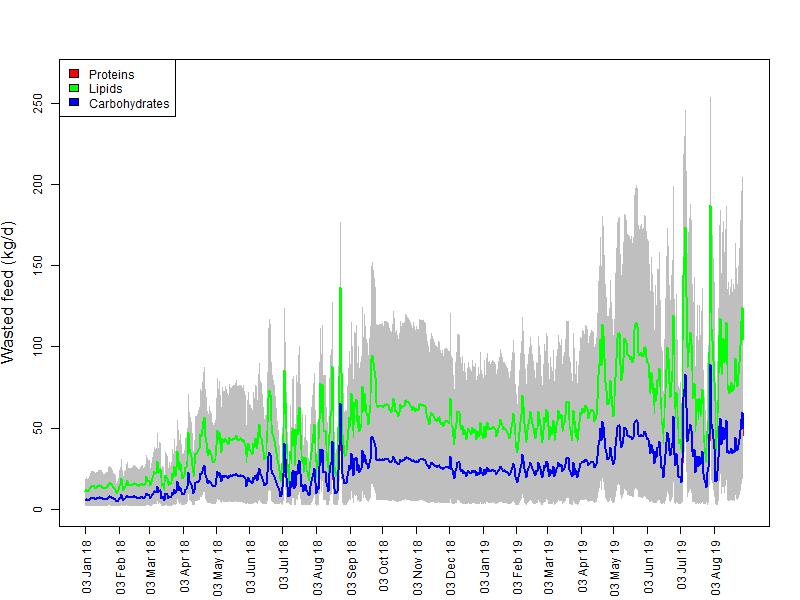 Proteins
Lipids
Carbohydrates
Wasted feed (kg/d)
250
200
150
100
50
0
03 Jan 18
03 Feb 18
03 Mar 18
03 Apr 18
03 May 18
03 Jun 18
03 Jul 18
03 Aug 18
03 Sep 18
03 Oct 18
03 Nov 18
03 Dec 18
03 Jan 19
03 Feb 19
03 Mar 19
03 Apr 19
03 May 19
03 Jun 19
03 Jul 19
03 Aug 19